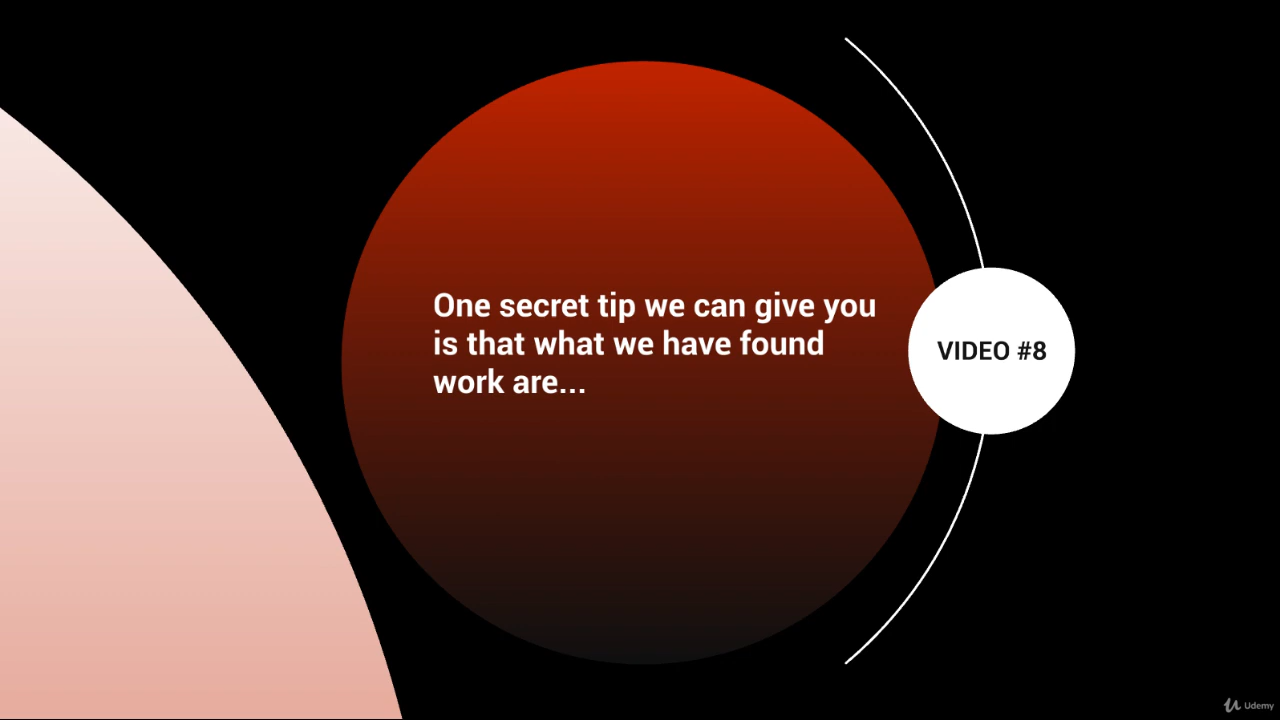 One secret tip we can give you
is that what we have found
work are...
VIDEO #8
Udemy